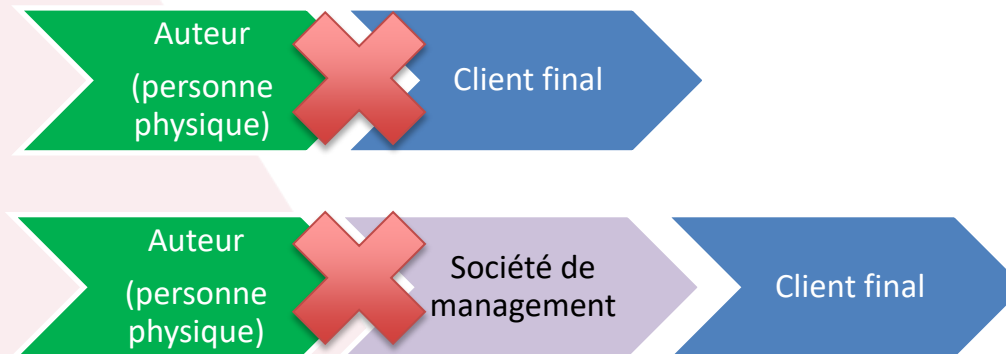 Auteur
(personne
physique)
Client final
Auteur
(personne
physique)
Société de
management
Client final